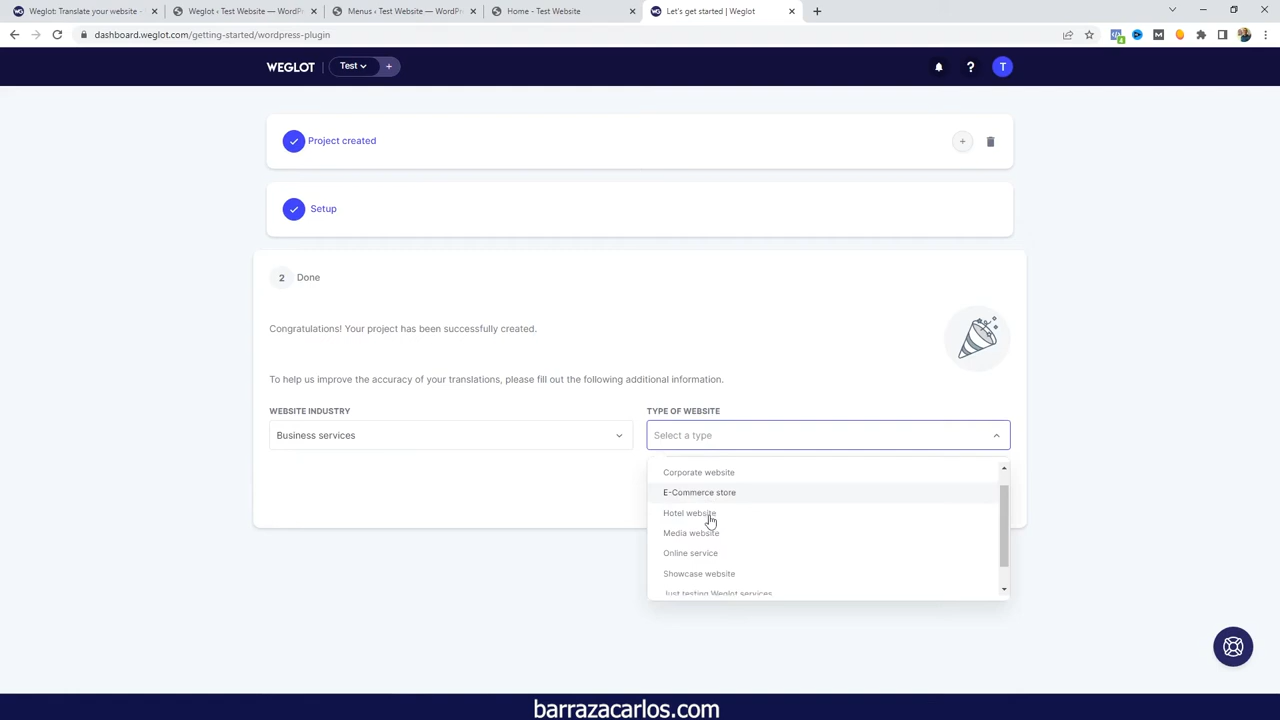 Weglot: Translate your website -
Weglot ‹ Test Website — WordPr
Menus ‹ Test Website — WordPr
Home - Test Website
Let's get started | Weglot
dashboard.weglot.com/getting-started/wordpress-plugin
WEGLOT
Test
T
Project created
Setup
2 Done
Congratulations! Your project has been successfully created.
To help us improve the accuracy of your translations, please fill out the following additional information.
WEBSITE INDUSTRY
TYPE OF WEBSITE
Business services
Select a type
Corporate website
E-Commerce store
Hotel website
Media website
Online service
Showcase website
Just testing Weglot services
barrazacarlos.com